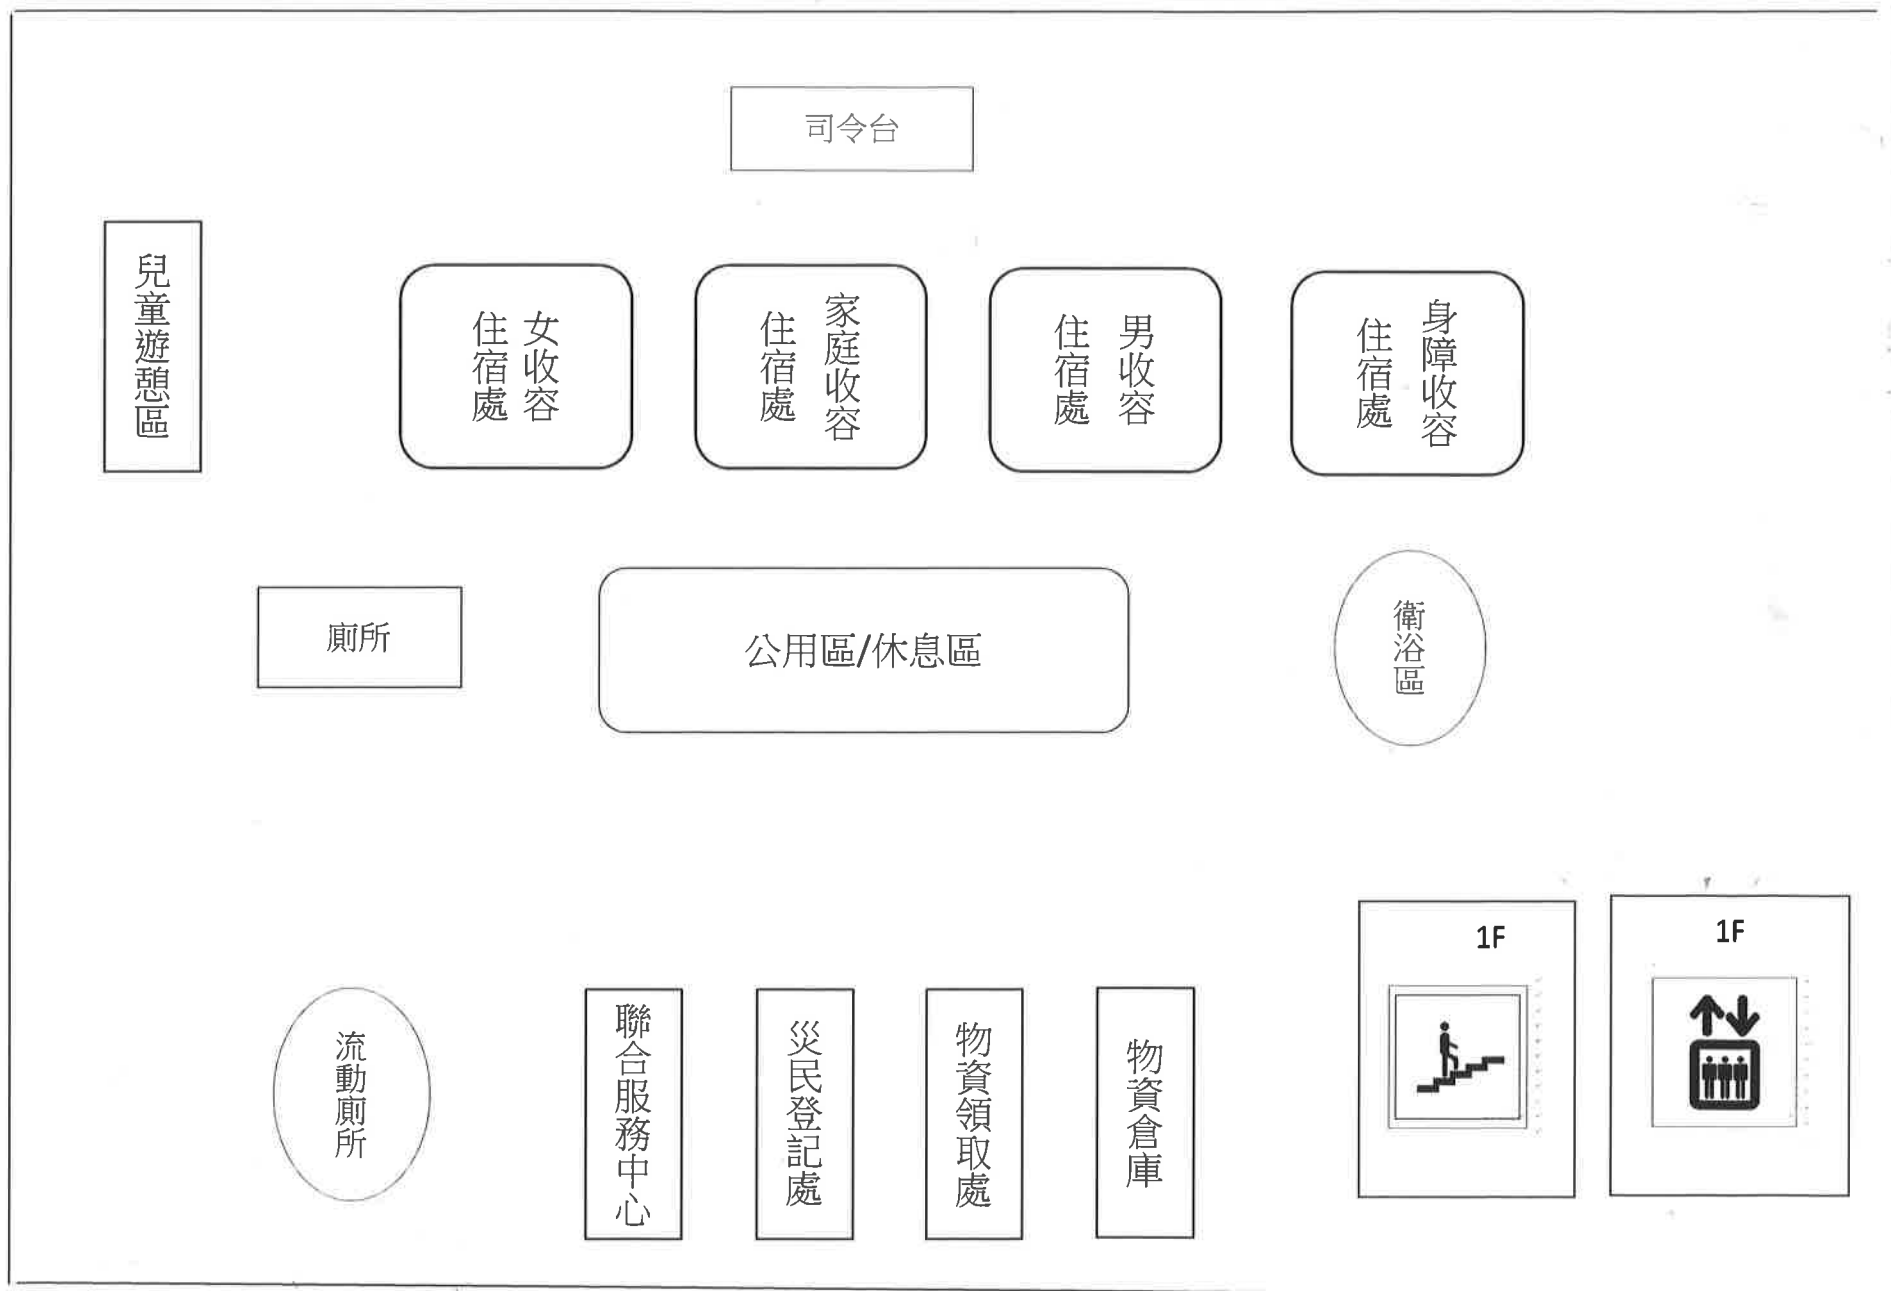 司令台
兒童遊憩區
女收容
住宿處
家庭收容
住宿處
男收容
住宿處
身障收容
住宿處
廁所
公用區/休息區
衛浴區
流動廁所
聯合服務中心
災民登記處
物資領取處
物資倉庫
1F
1F